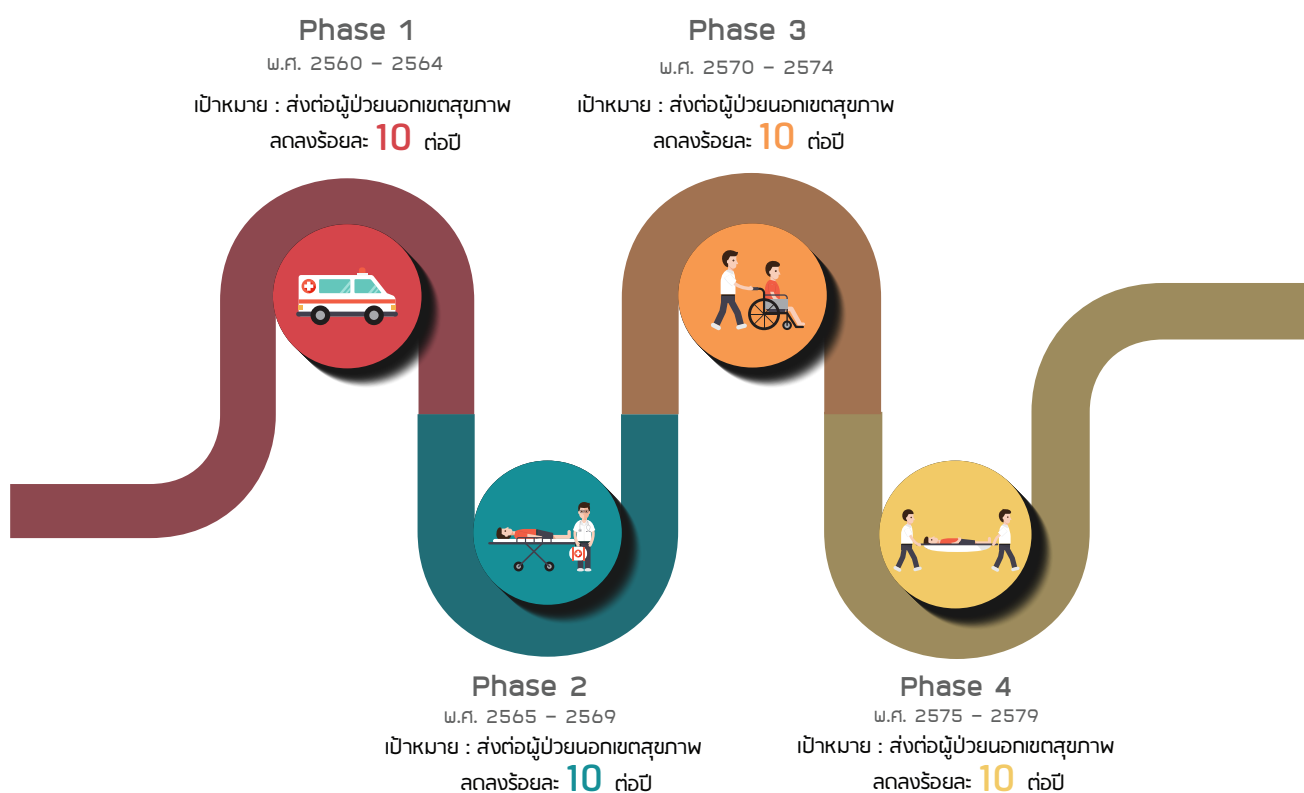 Phase 1
พ.ศ. 2560 - 2564
เป้าหมาย : ส่งต่อผู้ป่วยนอกเขตสุขภาพ
ลดลงร้อยละ 10 ต่อปี
Phase 3
พ.ศ. 2570 - 2574
เป้าหมาย : ส่งต่อผู้ป่วยนอกเขตสุขภาพ
ลดลงร้อยละ 10 ต่อปี
Phase 2
พ.ศ. 2565 - 2569
เป้าหมาย : ส่งต่อผู้ป่วยนอกเขตสุขภาพ
ลดลงร้อยละ 10 ต่อปี
Phase 4
พ.ศ. 2575 - 2579
เป้าหมาย : ส่งต่อผู้ป่วยนอกเขตสุขภาพ
ลดลงร้อยละ 10 ต่อปี